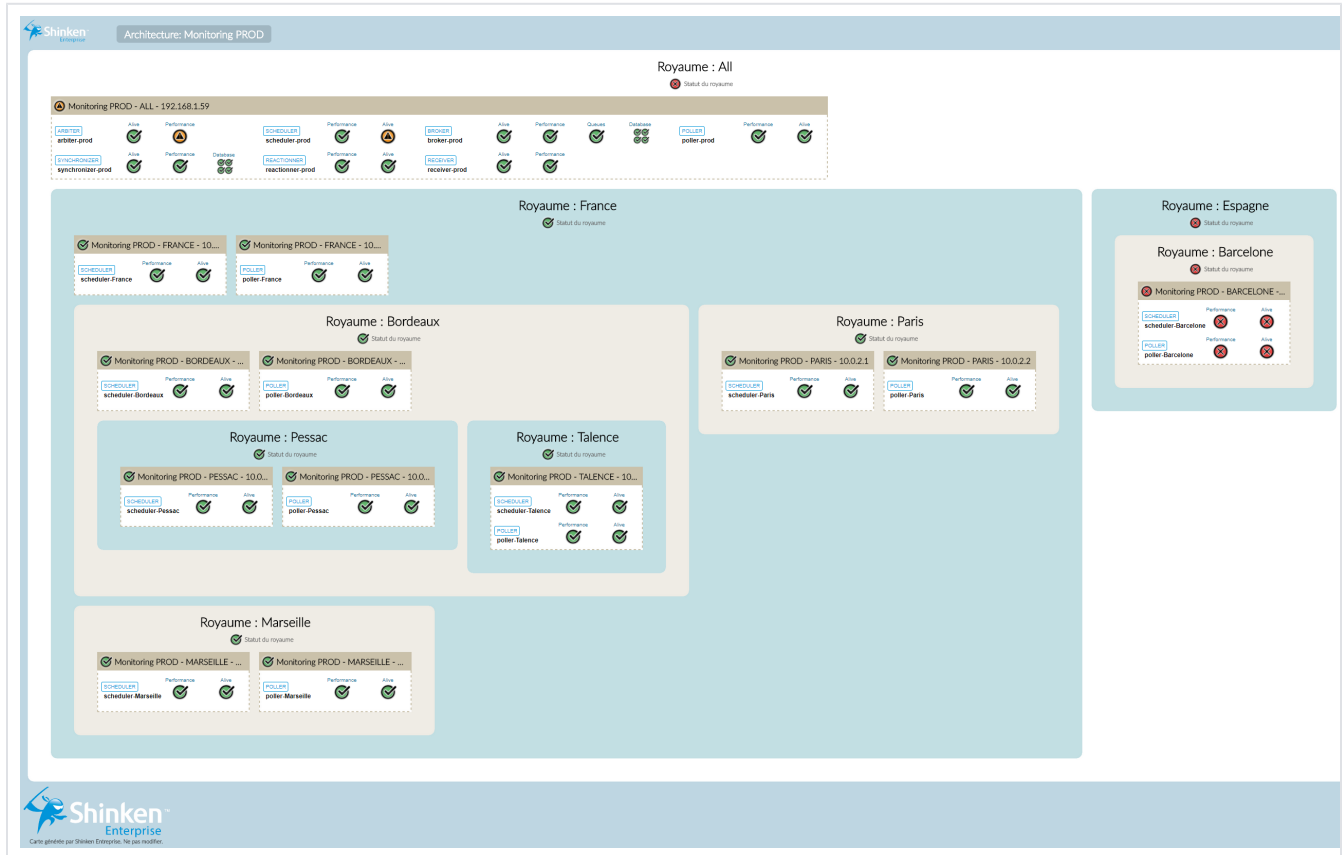 Shinken™
Enterprise
Architecture: Monitoring PROD
Royaume : All
Statut du royaume
Monitoring PROD - ALL - 192.168.1.59
ARBITER
arbiter-prod
Alive
Performance
SCHEDULER
scheduler-prod
Performance
Alive
BROKER
broker-prod
Alive
Performance
Queues
Database
POLLER
poller-prod
Performance
Alive
SYNCHRONIZER
synchronizer-prod
Alive
Performance
Database
REACTIONNER
reactionner-prod
Performance
Alive
RECEIVER
receiver-prod
Alive
Performance
Royaume : France
Statut du royaume
Monitoring PROD - FRANCE - 10....
SCHEDULER
scheduler-France
Performance
Alive
Monitoring PROD - FRANCE - 10....
POLLER
poller-France
Performance
Alive
Royaume : Bordeaux
Statut du royaume
Monitoring PROD - BORDEAUX - ...
SCHEDULER
scheduler-Bordeaux
Performance
Alive
Monitoring PROD - BORDEAUX - ...
POLLER
poller-Bordeaux
Performance
Alive
Royaume : Pessac
Statut du royaume
Monitoring PROD - PESSAC - 10.0...
SCHEDULER
scheduler-Pessac
Performance
Alive
Monitoring PROD - PESSAC - 10.0...
POLLER
poller-Pessac
Performance
Alive
Royaume : Talence
Statut du royaume
Monitoring PROD - TALENCE - 10...
SCHEDULER
scheduler-Talence
Performance
Alive
POLLER
poller-Talence
Performance
Alive
Royaume : Paris
Statut du royaume
Monitoring PROD - PARIS - 10.0.2.1
SCHEDULER
scheduler-Paris
Performance
Alive
Monitoring PROD - PARIS - 10.0.2.2
POLLER
poller-Paris
Performance
Alive
Royaume : Marseille
Statut du royaume
Monitoring PROD - MARSEILLE - ...
SCHEDULER
scheduler-Marseille
Performance
Alive
Monitoring PROD - MARSEILLE - ...
POLLER
poller-Marseille
Performance
Alive
Royaume : Espagne
Statut du royaume
Royaume : Barcelone
Statut du royaume
Monitoring PROD - BARCELONE -...
SCHEDULER
scheduler-Barcelone
Performance
Alive
POLLER
poller-Barcelone
Performance
Alive
Shinken™
Enterprise
Carte générée par Shinken Entreprise. Ne pas modifier.